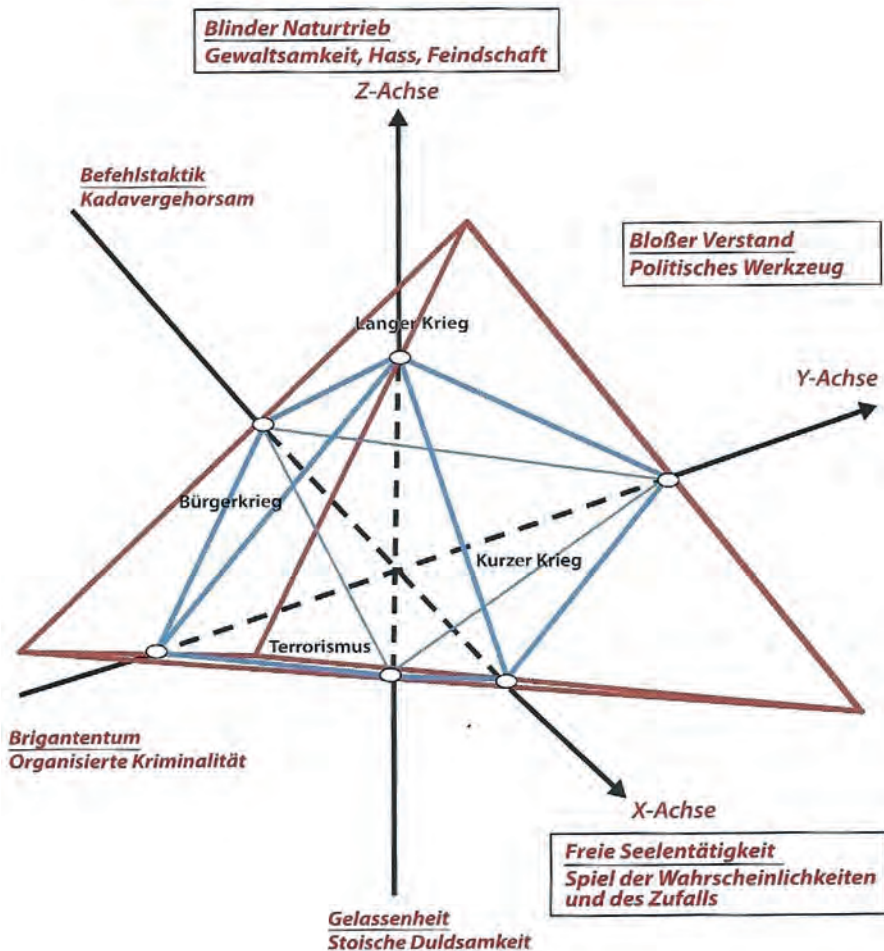 Blinder Naturtrieb
Gewaltsamkeit, Hass, Feindschaft
Z-Achse
Befehlstaktik
Kadavergehorsam
Bloßer Verstand
Politisches Werkzeug
Langer Krieg
Y-Achse
Bürgerkrieg
Kurzer Krieg
Terrorismus
Brigantentum
Organisierte Kriminalität
X-Achse
Freie Seelentätigkeit
Spiel der Wahrscheinlichkeiten
und des Zufalls
Gelassenheit
Stoische Duldsamkeit